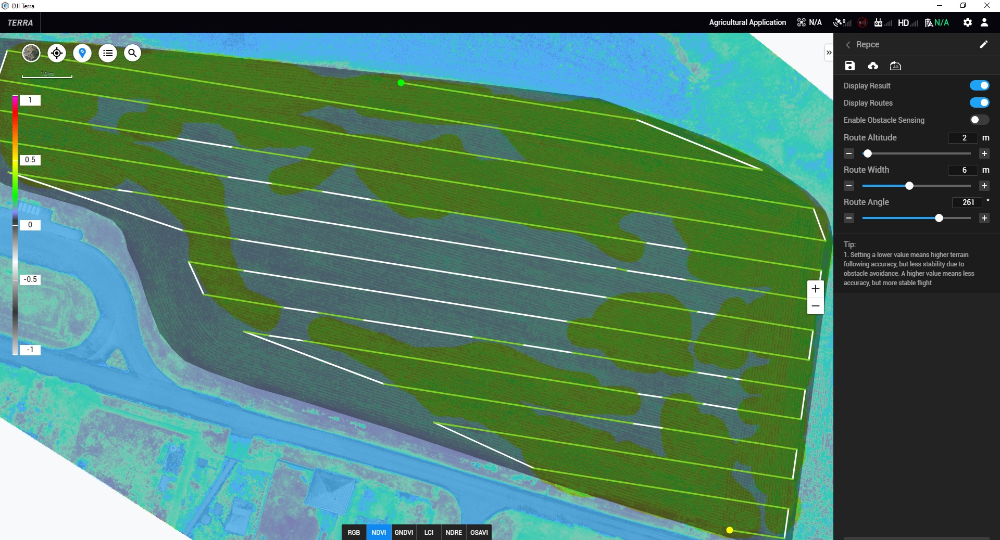 DJI Terra
TERRA
Agricultural Application
N/A
0
HD
N/A
10 m
1
0.5
0
-0.5
-1
Repce
AG
Display Result
Display Routes
Enable Obstacle Sensing
Route Altitude 2 m
Route Width 6 m
Route Angle 261 °
Tip:
1. Setting a lower value means higher terrain
following accuracy, but less stability due to
obstacle avoidance. A higher value means less
accuracy, but more stable flight
RGB NDVI GNDVI LCI NDRE OSAVI